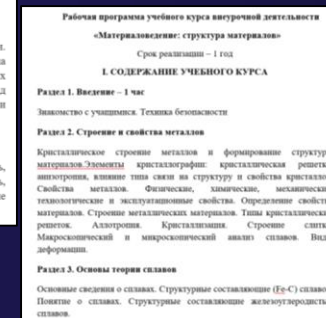 Рабочая программа учебного курса внеурочной деятельности
«Материаловедение: структура материалов»
Срок реализации – 1 год
I. СОДЕРЖАНИЕ УЧЕБНОГО КУРСА
Раздел 1. Введение – 1 час
Знакомство с учащимися. Техника безопасности
Раздел 2. Строение и свойства металлов
Кристаллическое строение металлов и формирование структур
материалов.Элементы кристаллографии: кристаллическая решетк
анизотропия, влияние типа связи на структуру и свойства кристалло
Свойства металлов. Физические, химические, механически
технологические и эксплуатационные свойства. Определение свойств
материалов. Строение металлических материалов. Типы кристаллически
решеток. Аллотропия. Кристаллизация. Строение слитк
Макроскопический и микроскопический анализ сплавов. Вид
деформации.
Раздел 3. Основы теории сплавов
Основные сведения о сплавах. Структурные составляющие (Fe-C) сплаво
Понятие о сплавах. Структурные составляющие железоуглеродисты
сплавов.